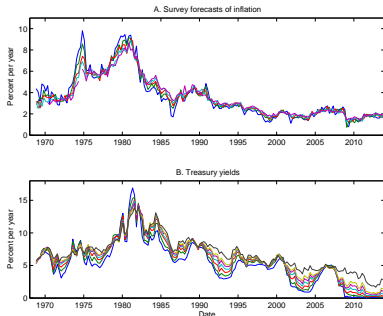 A. Survey forecasts of inflation
10
8
6
4
2
0
Percent per year
1970 1975 1980 1985 1990 1995 2000 2005 2010
B. Treasury yields
15
10
5
0
Percent per year
1970 1975 1980 1985 1990 1995 2000 2005 2010
Date